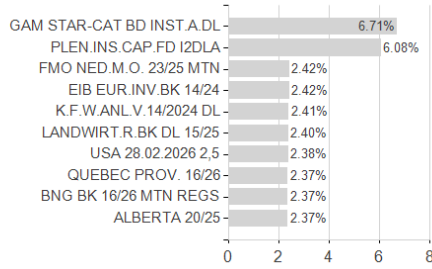 GAM STAR-CAT BD INST.A.DL 6.71%
PLEN.INS.CAP.FD I2DLA 6.08%
FMO NED.M.O. 23/25 MTN 2.42%
EIB EUR.INV.BK 14/24 2.42%
K.F.W.ANL.V.14/2024 DL 2.41%
LANDWIRT.R.BK DL 15/25 2.40%
USA 28.02.2026 2,5 2.38%
QUEBEC PROV. 16/26 2.37%
BNG BK 16/26 MTN REGS 2.37%
ALBERTA 20/25 2.37%
0 2 4 6 8